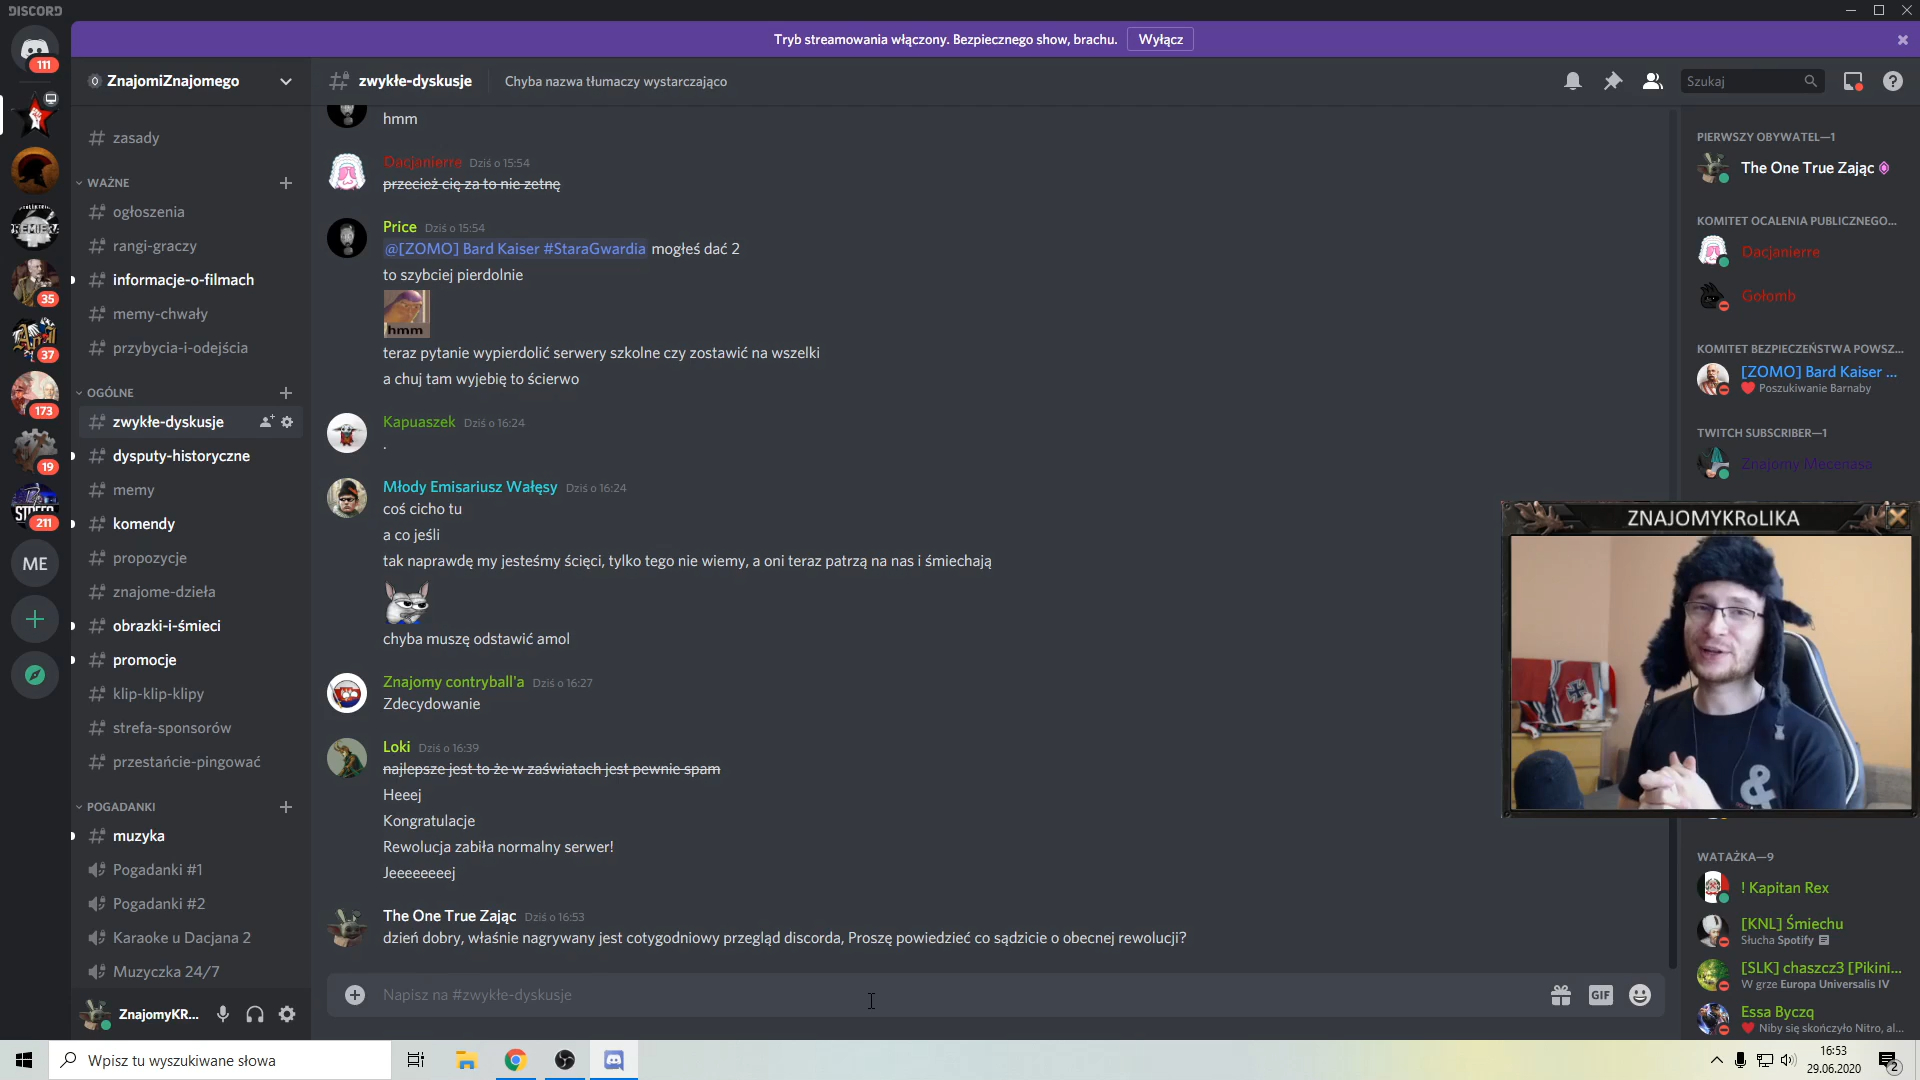 DISCORD
Tryb streamowania włączony. Bezpiecznego show, brachu.
Wyłącz
111
35
37
173
19
211
ME
ZnajomiZnajomego
zasady
WAŻNE
ogłoszenia
rangi-graczy
informacje-o-filmach
memy-chwały
przybycia-i-odejścia
OGÓLNE
zwykłe-dyskusje
dysputy-historyczne
memy
komendy
propozycje
znajome-dzieła
obrazki-i-śmieci
promocje
klip-klip-klipy
strefa-sponsorów
przestańcie-pingować
POGADANKI
muzyka
Pogadanki #1
Pogadanki #2
Karaoke u Dacjana 2
Muzyczka 24/7
ZnajomyKR...
zwykłe-dyskusje
Chyba nazwa tłumaczy wystarczająco
Szukaj
hmm
Dacjanierre Dziś o 15:54
przecież cię za to nie zetnę
Price Dziś o 15:54
@[ZOMO] Bard Kaiser #StaraGwardia mogłeś dać 2
to szybciej pierdolnie
hmm
teraz pytanie wypierdolić serwery szkolne czy zostawić na wszelki
a chuj tam wyjebię to ścierwo
Kapuaszek Dziś o 16:24
.
Młody Emisariusz Wałęsy Dziś o 16:24
coś cicho tu
a co jeśli
tak naprawdę my jesteśmy ścięci, tylko tego nie wiemy, a oni teraz patrzą na nas i śmiechają
chyba muszę odstawić amol
Znajomy contryball'a Dziś o 16:27
Zdecydowanie
Loki Dziś o 16:39
najlepsze jest to że w zaświatach jest pewnie spam
Heeej
Kongratulacje
Rewolucja zabiła normalny serwer!
Jeeeeeeeej
The One True Zając Dziś o 16:53
dzień dobry, właśnie nagrywany jest cotygodniowy przegląd discorda, Proszę powiedzieć co sądzicie o obecnej rewolucji?
Napisz na #zwykłe-dyskusje
GIF
PIERWSZY OBYWATEL—1
The One True Zając
KOMITET OCALENIA PUBLICZNEGO...
Dacjanierre
Gołomb
KOMITET BEZPIECZEŃSTWA POWSZ...
[ZOMO] Bard Kaiser ...
Poszukiwanie Barnaby
TWITCH SUBSCRIBER—1
Znajomy Mecenasa
ZNAJOMYKRoLIKA
WATAŻKA—9
! Kapitan Rex
[KNL] Śmiechu
Słucha Spotify
[SLK] chaszcz3 [Pikini...
W grze Europa Universalis IV
Essa Byczq
Niby się skończyło Nitro, al...
Wpisz tu wyszukiwane słowa
16:53
29.06.2020
2